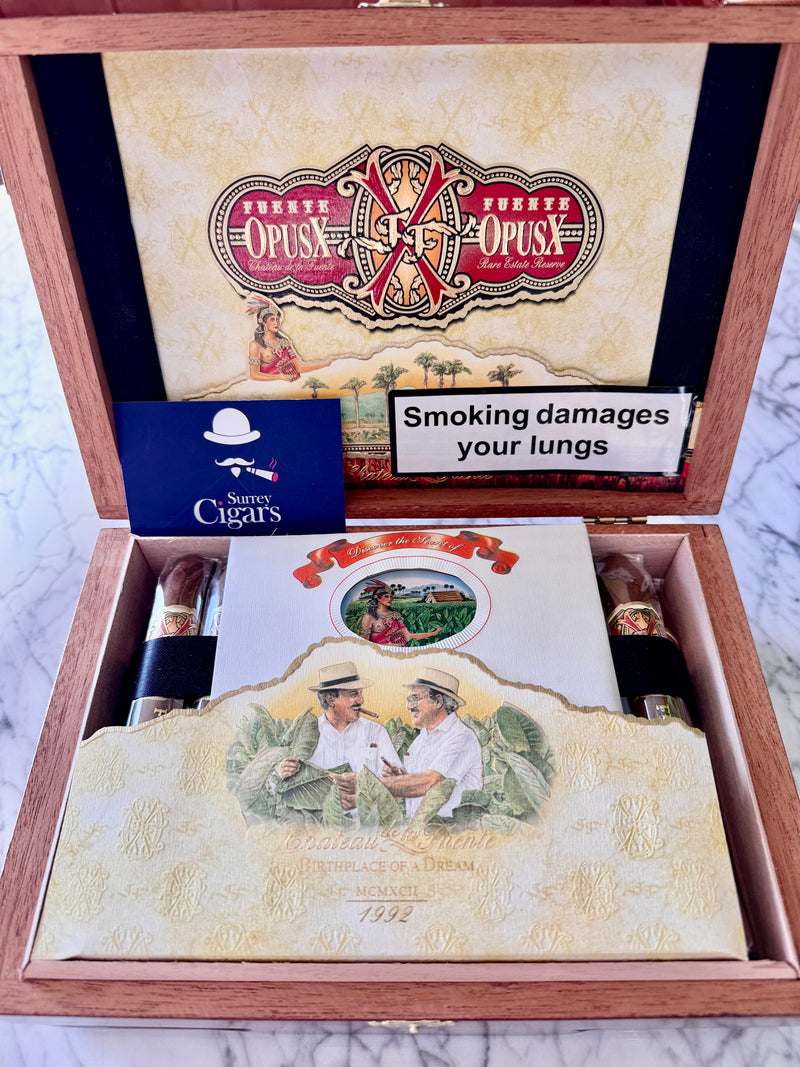 FUENTE
OPUSX
Chateau de la Fuente
FUENTE
OPUSX
Rare Estate Reserve
Smoking damages
your lungs
Surrey
Cigars
Discover the Spirit of
Chateau de la Fuente
BIRTHPLACE OF A DREAM
MCMXCII
1992